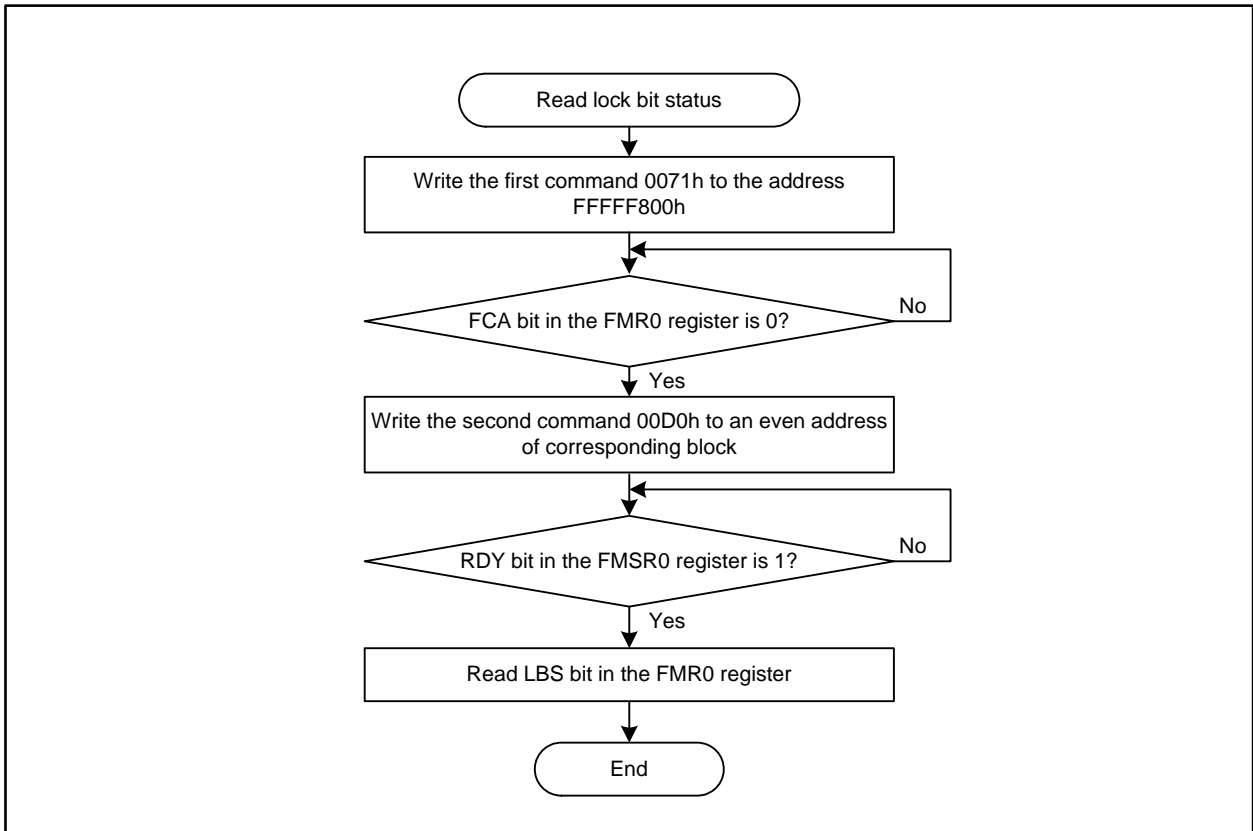 Read lock bit status
Write the first command 0071h to the address
FFFFF800h
FCA bit in the FMR0 register is 0?
No
Yes
Write the second command 00D0h to an even address
of corresponding block
RDY bit in the FMSR0 register is 1?
No
Yes
Read LBS bit in the FMR0 register
End